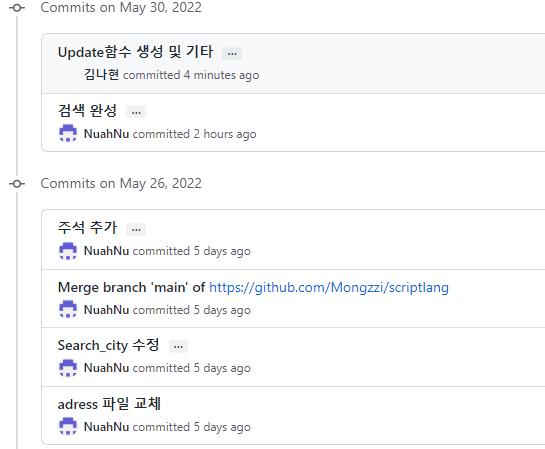 Commits on May 30, 2022
Update함수 생성 및 기타 ...
김나현 committed 4 minutes ago
검색 완성 ...
NuahNu committed 2 hours ago
Commits on May 26, 2022
주석 추가 ...
NuahNu committed 5 days ago
Merge branch 'main' of https://github.com/Mongzzi/scriptlang
NuahNu committed 5 days ago
Search_city 수정 ...
NuahNu committed 5 days ago
adress 파일 교체
NuahNu committed 5 days ago